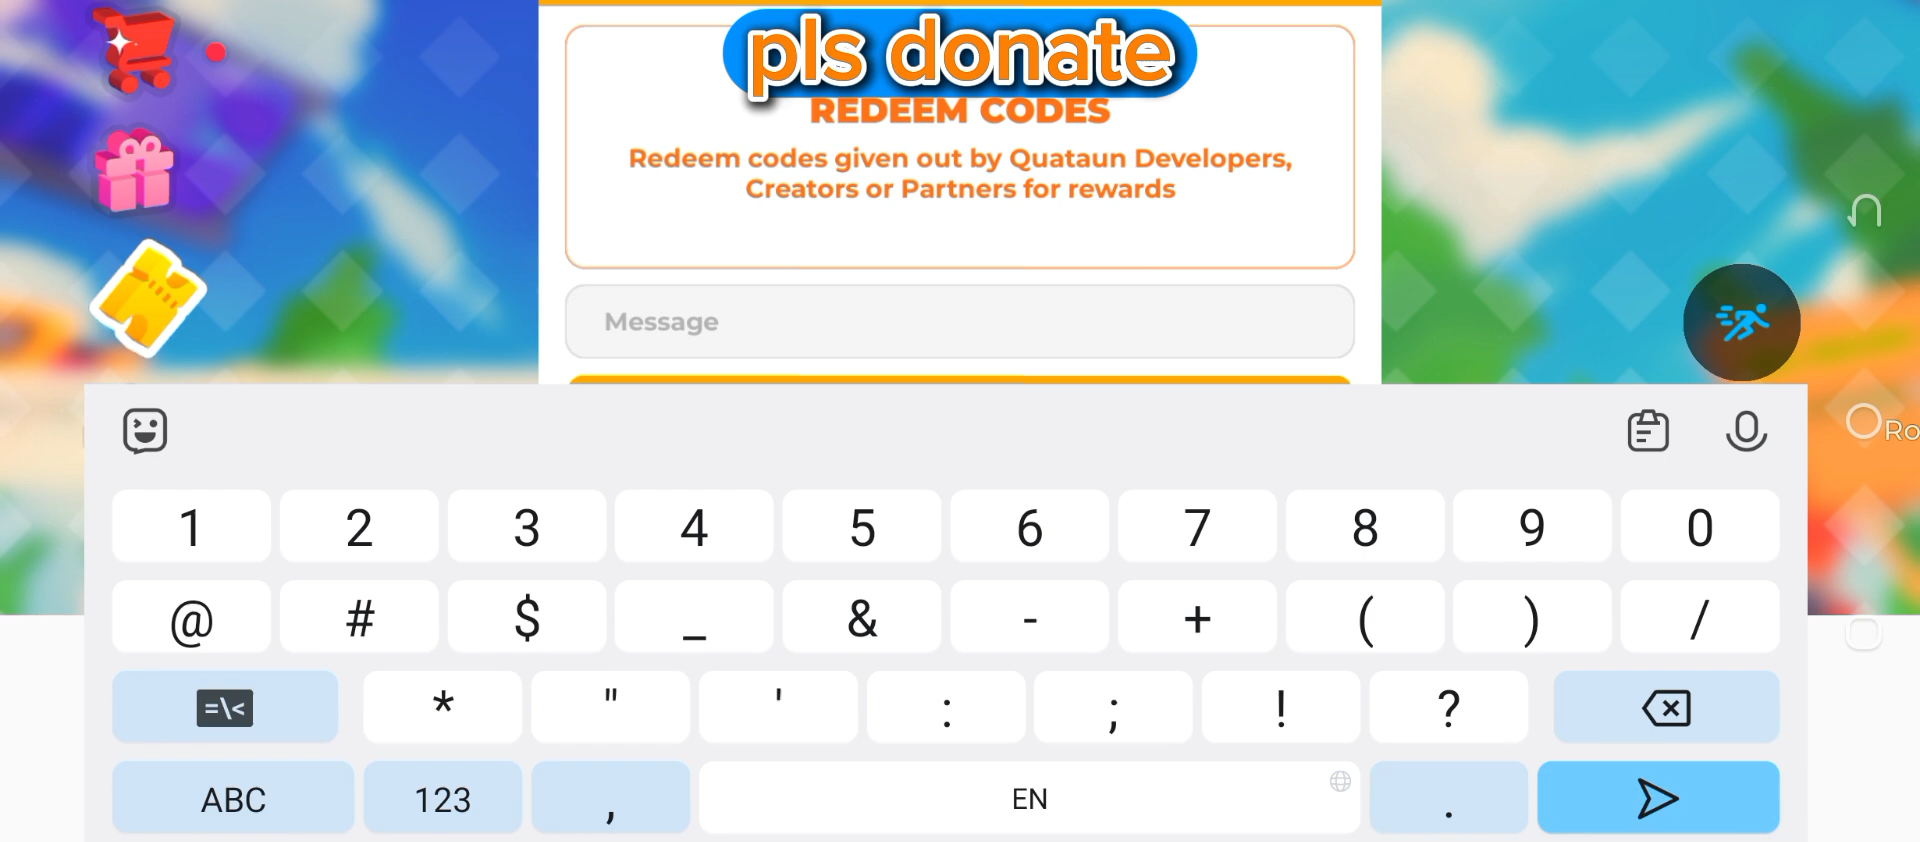 pls donate
REDEEM CODES
Redeem codes given out by Quataun Developers,
Creators or Partners for rewards
Message
Ro
1 2 3 4 5 6 7 8 9 0
@ # $ _ & - + ( ) /
=\< * " ' : ; ! ?
ABC 123 , EN .